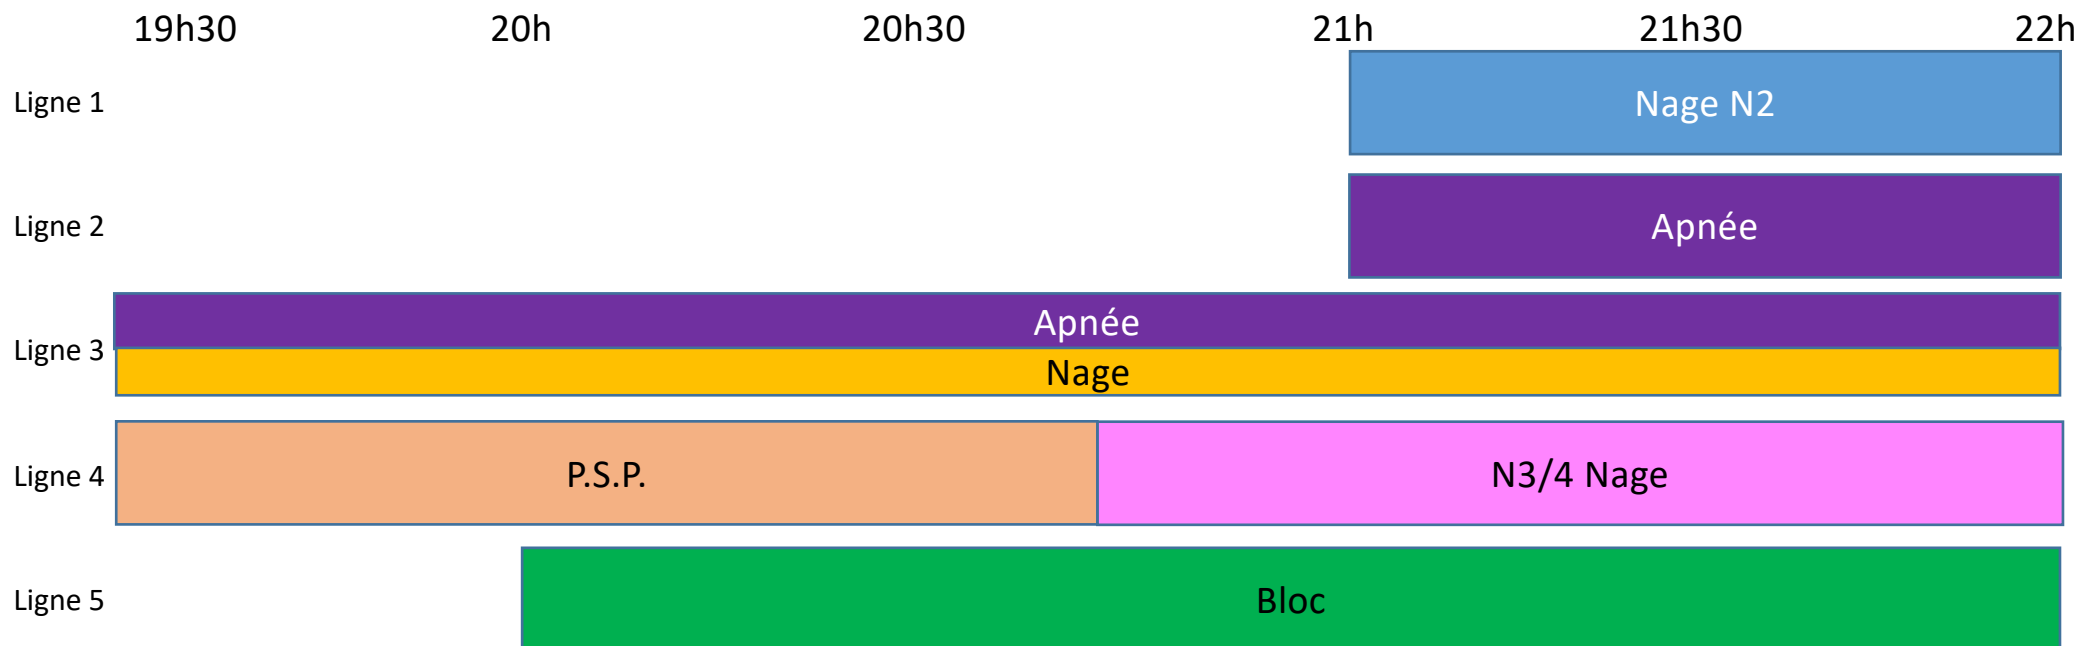 19h30 20h 20h30 21h 21h30 22h
Ligne 1 Nage N2
Ligne 2 Apnée
Apnée
Ligne 3
Nage
Ligne 4 P.S.P. N3/4 Nage
Ligne 5 Bloc